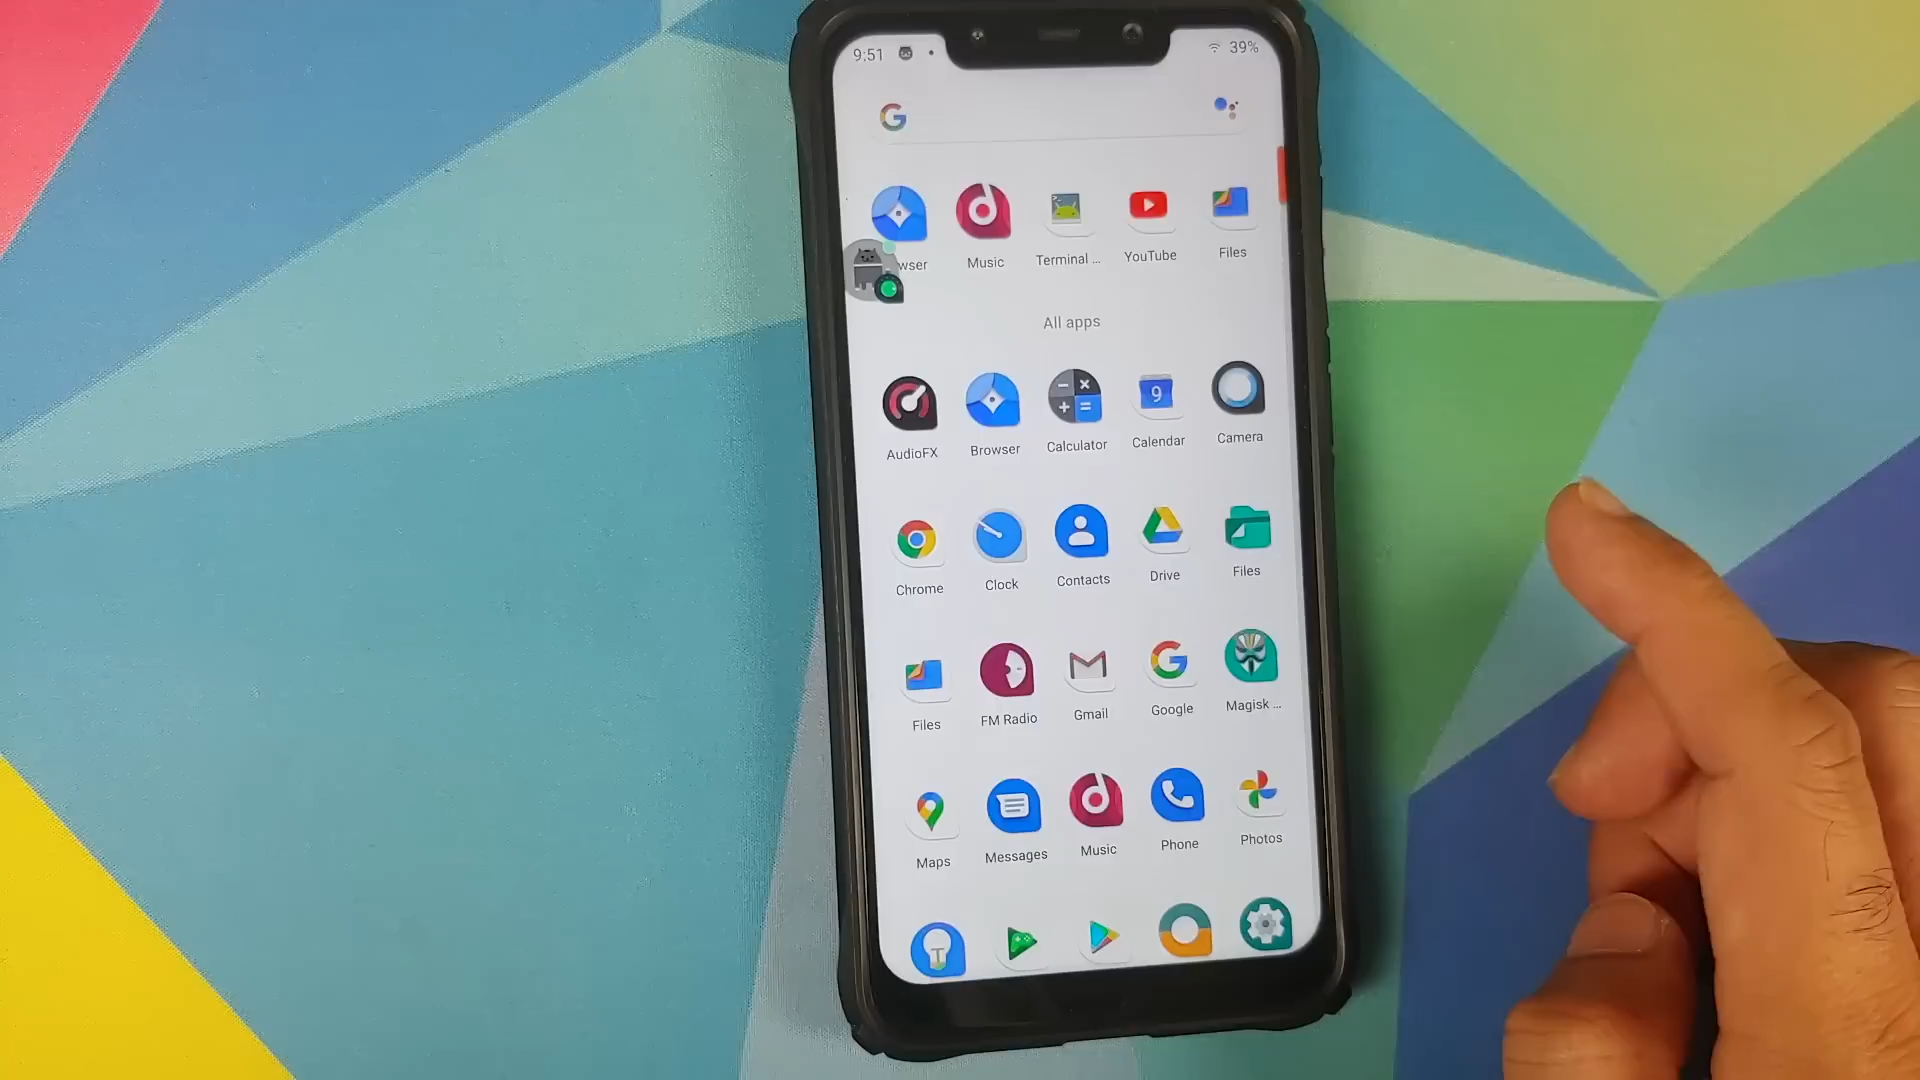 9:51
39%
wser Music Terminal ... YouTube Files
All apps
AudioFX Browser Calculator Calendar Camera
Chrome Clock Contacts Drive Files
Files FM Radio Gmail Google Magisk ...
Maps Messages Music Phone Photos